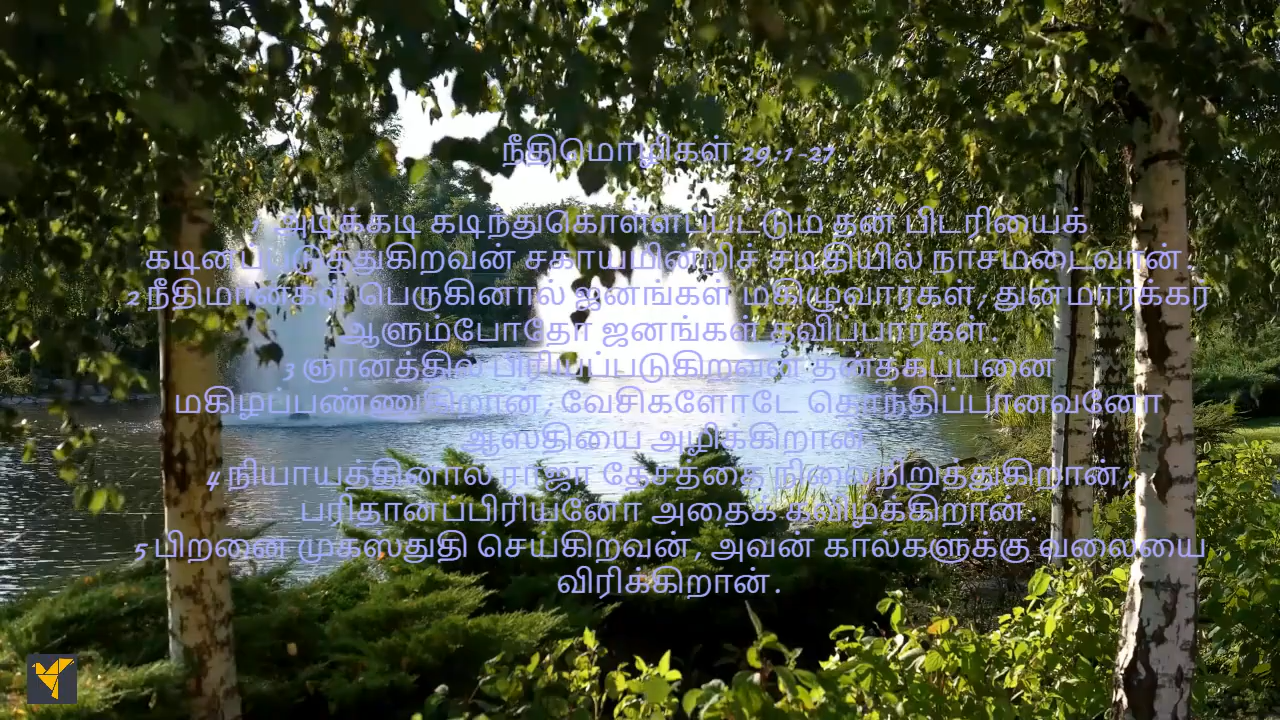 நீதிமொழிகள் 29:1-27
1 அடிக்கடி கடிந்துகொள்ளப்பட்டும் தன் பிடரியைக்
கடினப்படுத்துகிறவன் சகாயமின்றிச் சடிதியில் நாசமடைவான்.
2 நீதிமான்கள் பெருகினால் ஜனங்கள் மகிழுவார்கள்; துன்மார்க்கர்
ஆளும்போதோ ஜனங்கள் தவிப்பார்கள்.
3 ஞானத்தில் பிரியப்படுகிறவன் தன் தகப்பனை
மகிழப்பண்ணுகிறான்; வேசிகளோடே தொந்திப்பானவனோ
ஆஸ்தியை அழிக்கிறான்.
4 நியாயத்தினால் ராஜா தேசத்தை நிலைநிறுத்துகிறான்;
பரிதானப்பிரியனோ அதைக் கவிழ்க்கிறான்.
5 பிறனை முகஸ்துதி செய்கிறவன், அவன் கால்களுக்கு வலையை
விரிக்கிறான்.